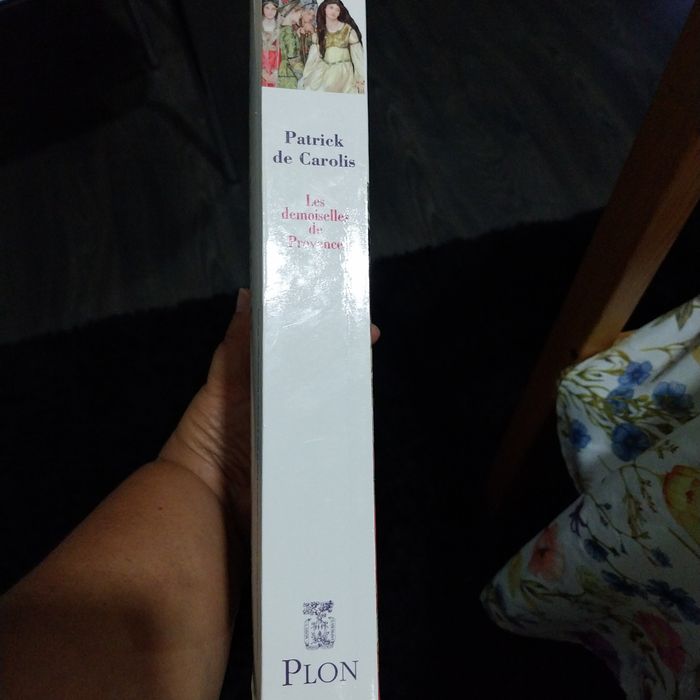 Patrick
de Carolis
Les
demoiselles
de
Provence
PLON